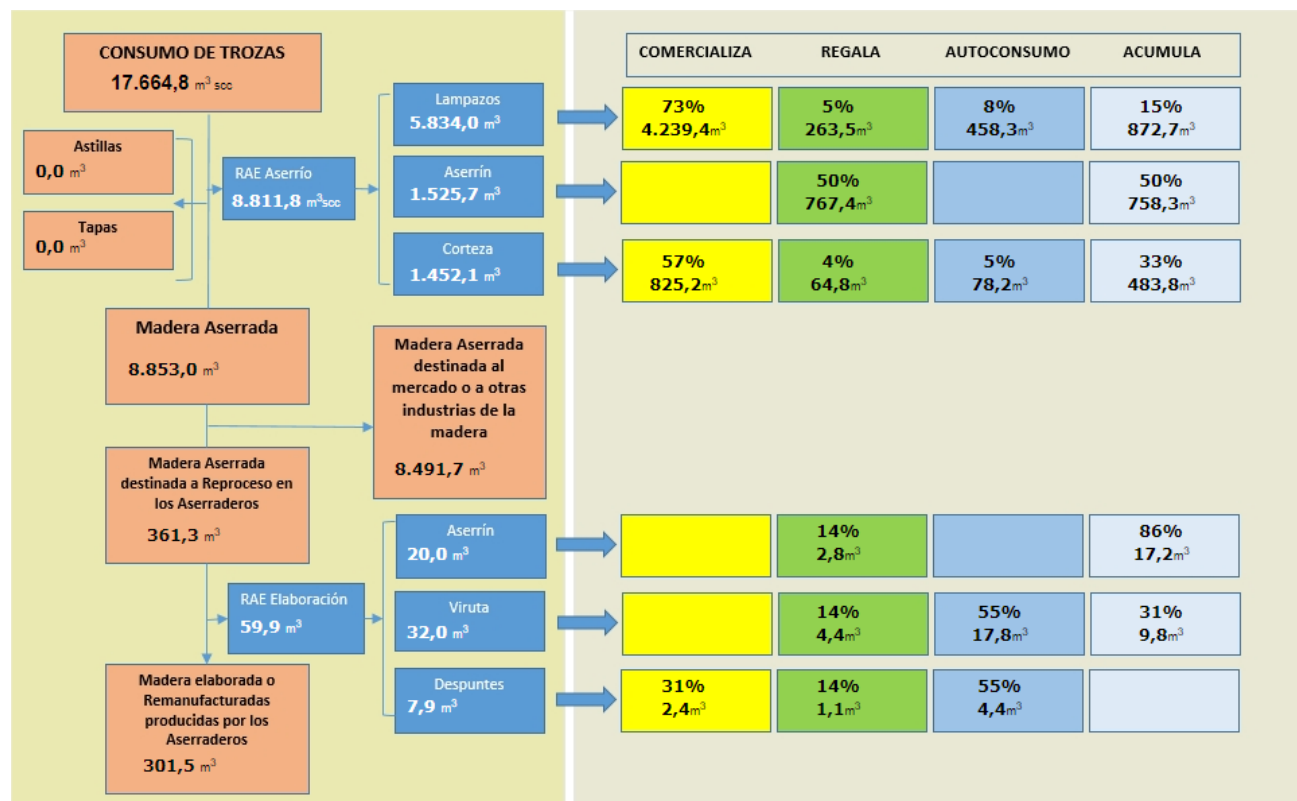 CONSUMO DE TROZAS
17.664,8 m³ scc
Astillas
0,0 m³
Tapas
0,0 m³
RAE Aserrío
8.811,8 m³scc
Lampazos
5.834,0 m³
Aserrín
1.525,7 m³
Corteza
1.452,1 m³
Madera Aserrada
8.853,0 m³
Madera Aserrada
destinada al
mercado o a otras
industrias de la
madera
8.491,7 m³
Madera Aserrada
destinada a Reproceso en
los Aserraderos
361,3 m³
RAE Elaboración
59,9 m³
Aserrín
20,0 m³
Viruta
32,0 m³
Despuntes
7,9 m³
Madera elaborada o
Remanufacturadas
producidas por los
Aserraderos
301,5 m³
COMERCIALIZA REGALA AUTOCONSUMO ACUMULA
73% 5% 8% 15%
4.239,4m³ 263,5m³ 458,3m³ 872,7m³
50% 50%
767,4m³ 758,3m³
57% 4% 5% 33%
825,2m³ 64,8m³ 78,2m³ 483,8m³
14% 86%
2,8m³ 17,2m³
14% 55% 31%
4,4m³ 17,8m³ 9,8m³
31% 14% 55%
2,4m³ 1,1m³ 4,4m³